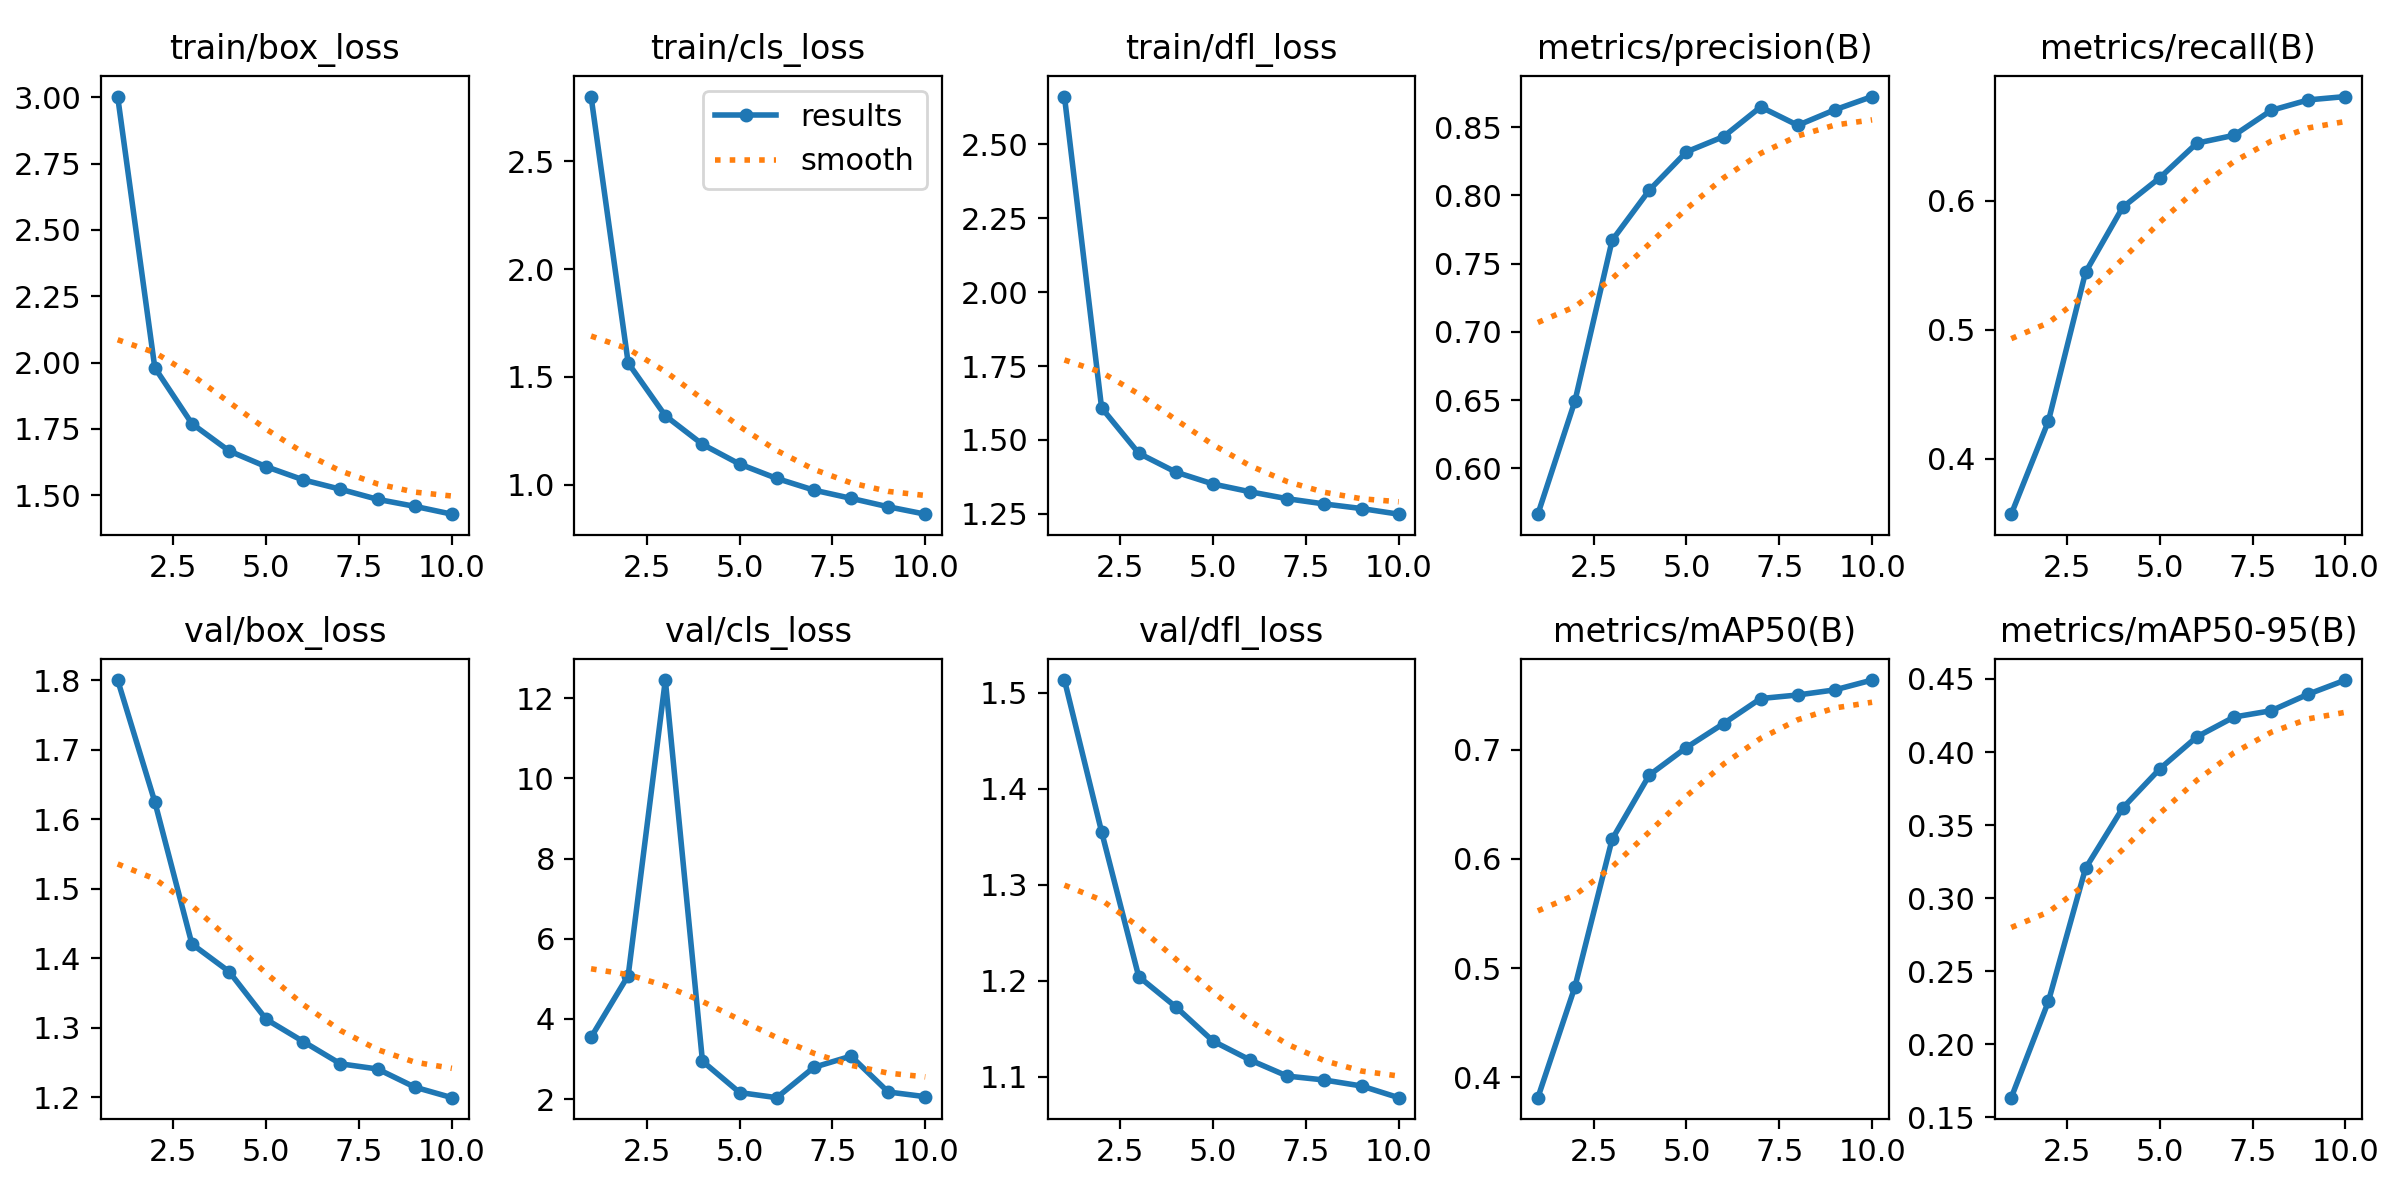 train/box_loss
3.00
2.75
2.50
2.25
2.00
1.75
1.50
2.5 5.0 7.5 10.0
train/cls_loss
results
smooth
2.5
2.0
1.5
1.0
2.5 5.0 7.5 10.0
train/dfl_loss
2.50
2.25
2.00
1.75
1.50
1.25
2.5 5.0 7.5 10.0
metrics/precision(B)
0.85
0.80
0.75
0.70
0.65
0.60
2.5 5.0 7.5 10.0
metrics/recall(B)
0.6
0.5
0.4
2.5 5.0 7.5 10.0
val/box_loss
1.8
1.7
1.6
1.5
1.4
1.3
1.2
2.5 5.0 7.5 10.0
val/cls_loss
12
10
8
6
4
2
2.5 5.0 7.5 10.0
val/dfl_loss
1.5
1.4
1.3
1.2
1.1
2.5 5.0 7.5 10.0
metrics/mAP50(B)
0.7
0.6
0.5
0.4
2.5 5.0 7.5 10.0
metrics/mAP50-95(B)
0.45
0.40
0.35
0.30
0.25
0.20
0.15
2.5 5.0 7.5 10.0